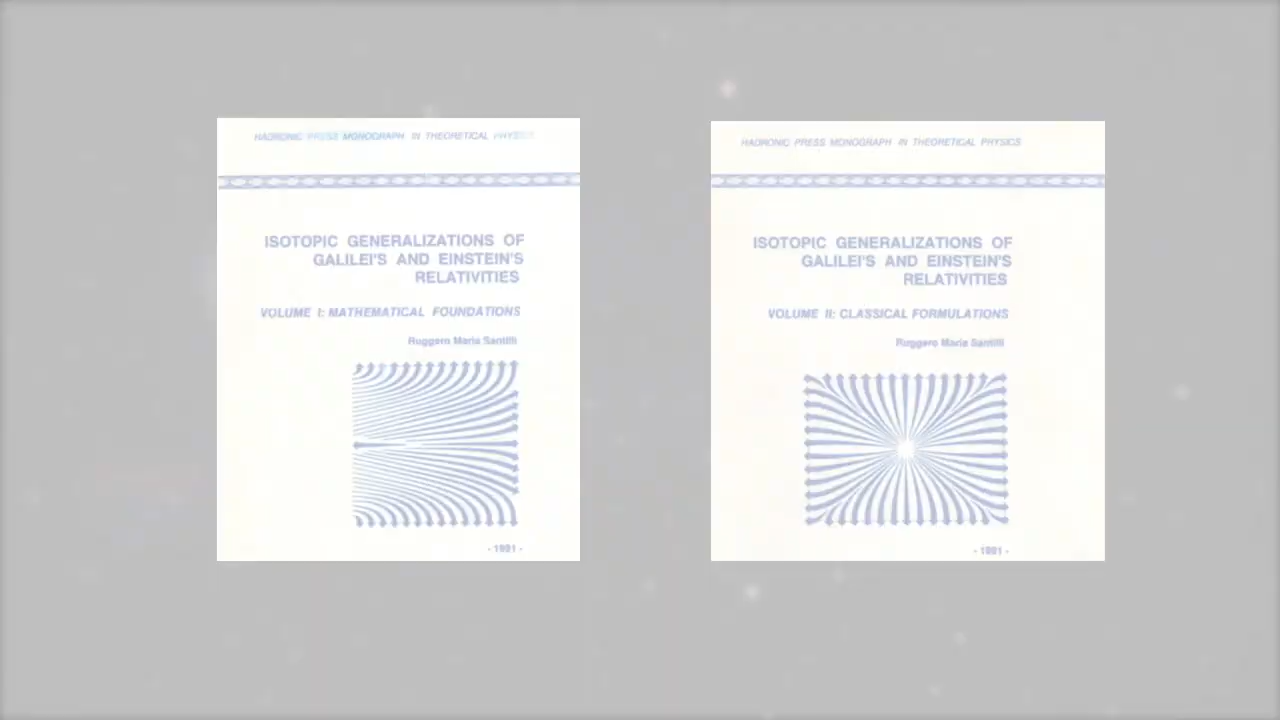 HADRONIC PRESS MONOGRAPH IN THEORETICAL PHYSICS
ISOTOPIC GENERALIZATIONS OF
GALILEI'S AND EINSTEIN'S
RELATIVITIES
VOLUME I: MATHEMATICAL FOUNDATIONS
Ruggero Maria Santilli
- 1991 -
HADRONIC PRESS MONOGRAPH IN THEORETICAL PHYSICS
ISOTOPIC GENERALIZATIONS OF
GALILEI'S AND EINSTEIN'S
RELATIVITIES
VOLUME II: CLASSICAL FORMULATIONS
Ruggero Maria Santilli
- 1991 -